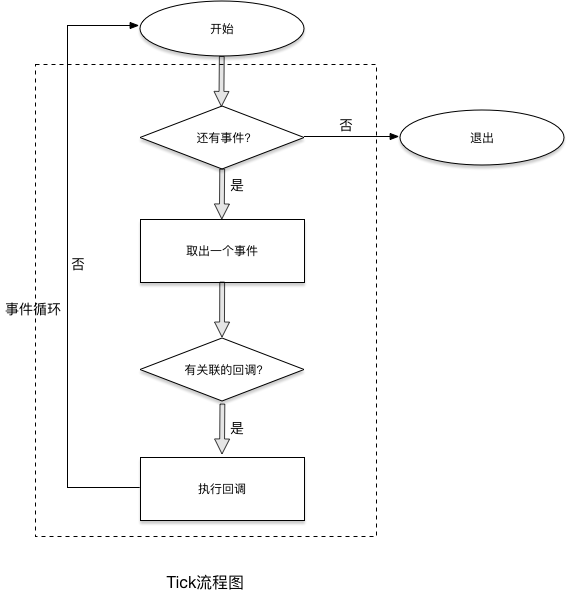 开始
还有事件?
否
退出
是
取出一个事件
否
事件循环
有关联的回调?
是
执行回调
Tick流程图